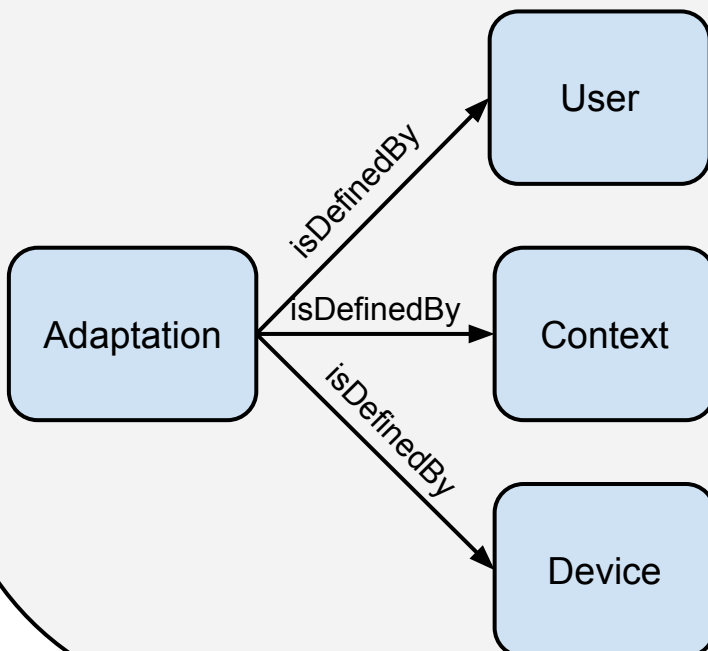 User
isDefinedBy
Adaptation
isDefinedBy
Context
isDefinedBy
Device